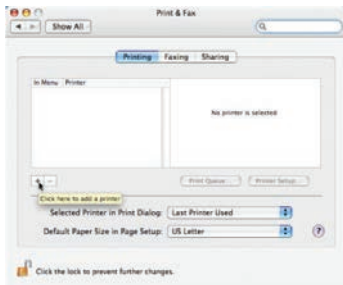 Print & Fax
Show All
Printing Faxing Sharing
In Menu Printer
No printer is selected
+ -
Print Queue... Printer Setup...
Click here to add a printer
Selected Printer in Print Dialog: Last Printer Used
Default Paper Size in Page Setup: US Letter
?
Click the lock to prevent further changes.